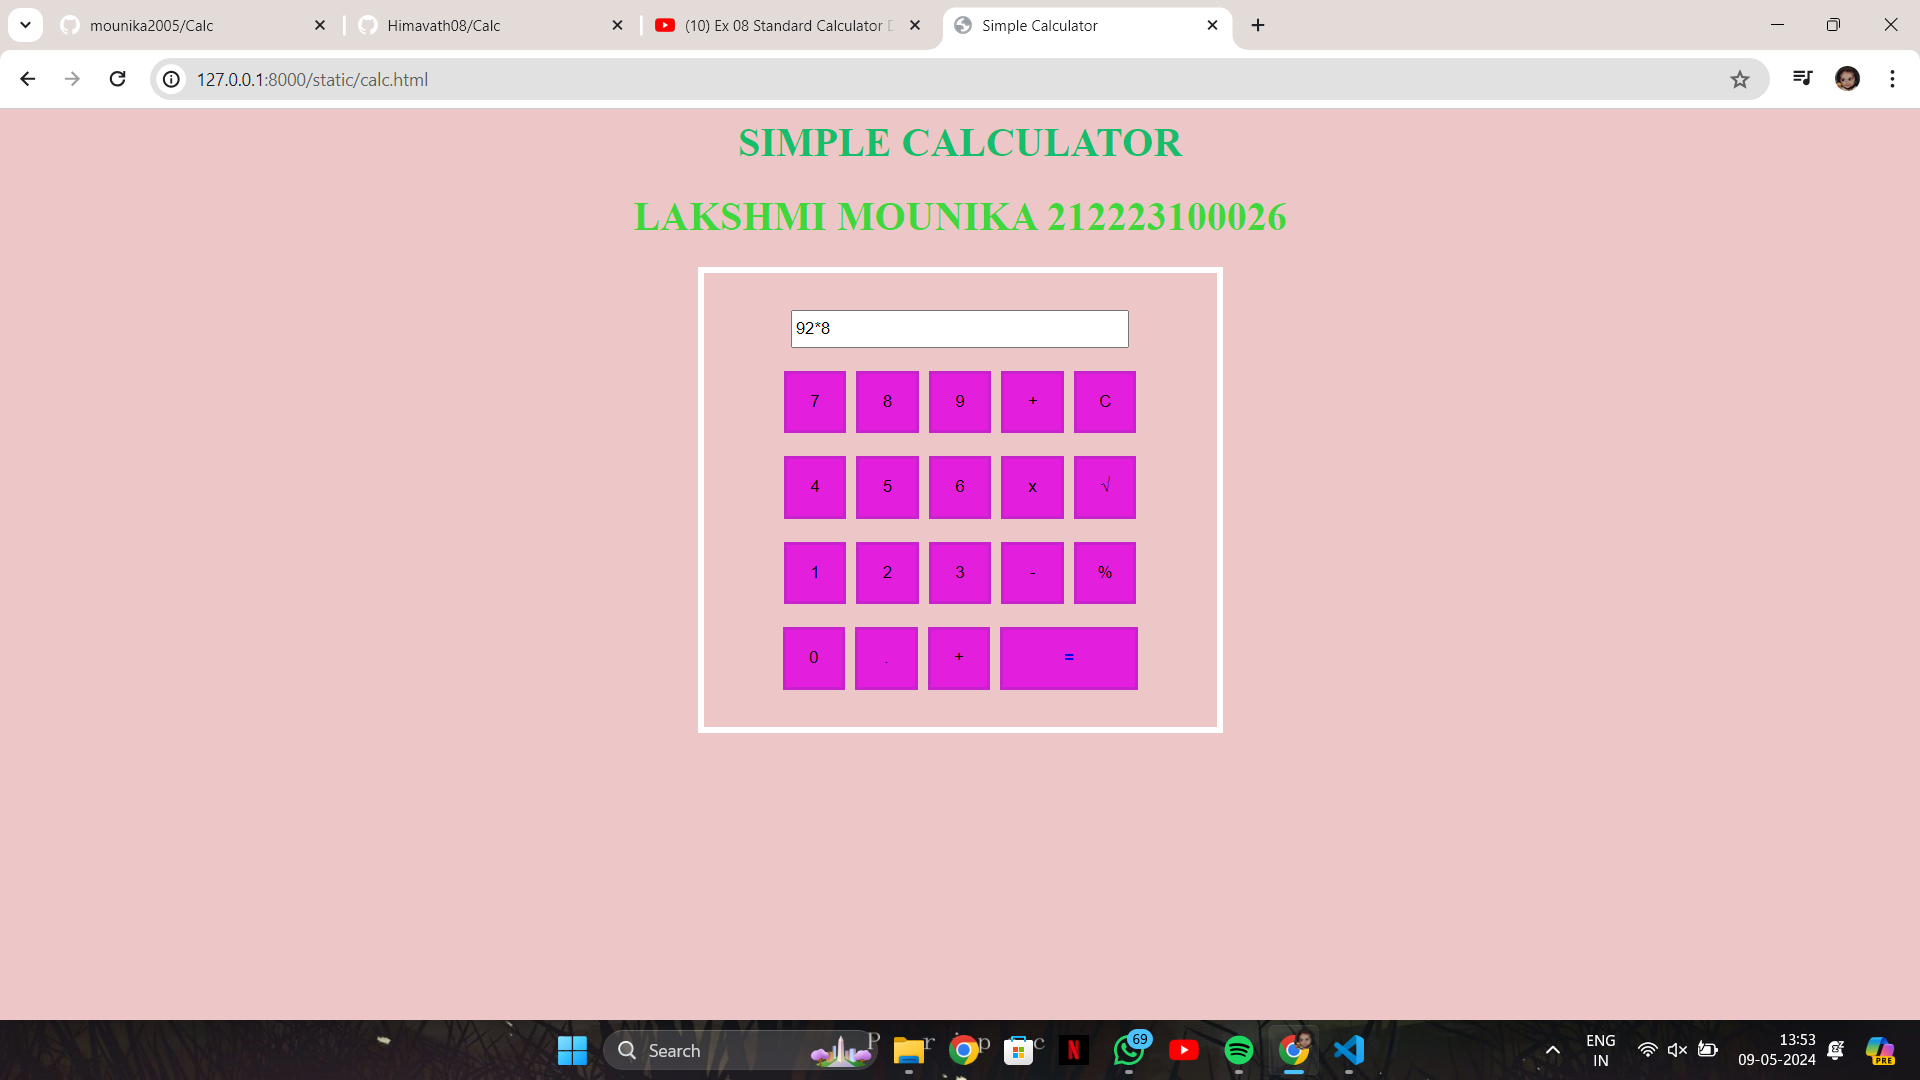 mounika2005/Calc
Himavath08/Calc
(10) Ex 08 Standard Calculator
Simple Calculator
127.0.0.1:8000/static/calc.html
SIMPLE CALCULATOR
LAKSHMI MOUNIKA 212223100026
92*8
7 8 9 + C
4 5 6 x √
1 2 3 - %
0 . + =
Search
69
ENG
IN
13:53
09-05-2024
PRE